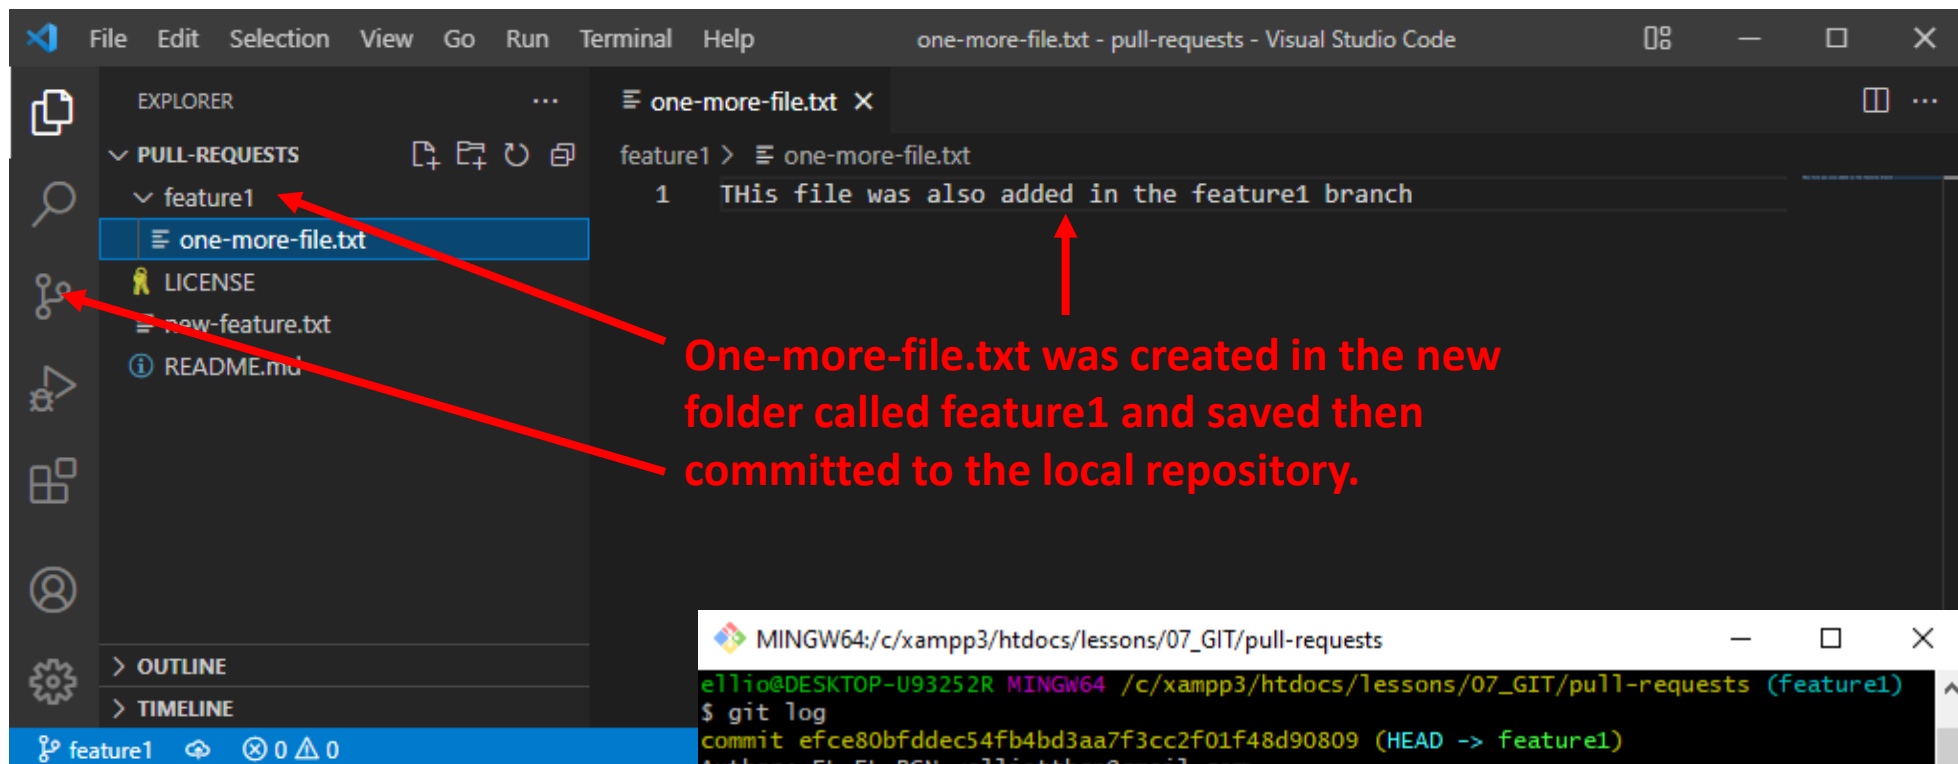 File Edit Selection View Go Run Terminal Help one-more-file.txt - pull-requests - Visual Studio Code
EXPLORER
PULL-REQUESTS
feature1
one-more-file.txt
LICENSE
new-feature.txt
README.md
OUTLINE
TIMELINE
feature1 0 0
one-more-file.txt
feature1 > one-more-file.txt
1 THis file was also added in the feature1 branch
One-more-file.txt was created in the new
folder called feature1 and saved then
committed to the local repository.
MINGW64:/c/xampp3/htdocs/lessons/07_GIT/pull-requests
ellio@DESKTOP-U93252R MINGW64 /c/xampp3/htdocs/lessons/07_GIT/pull-requests (feature1)
$ git log
commit efce80bfddec54fb4bd3aa7f3cc2f01f48d90809 (HEAD -> feature1)